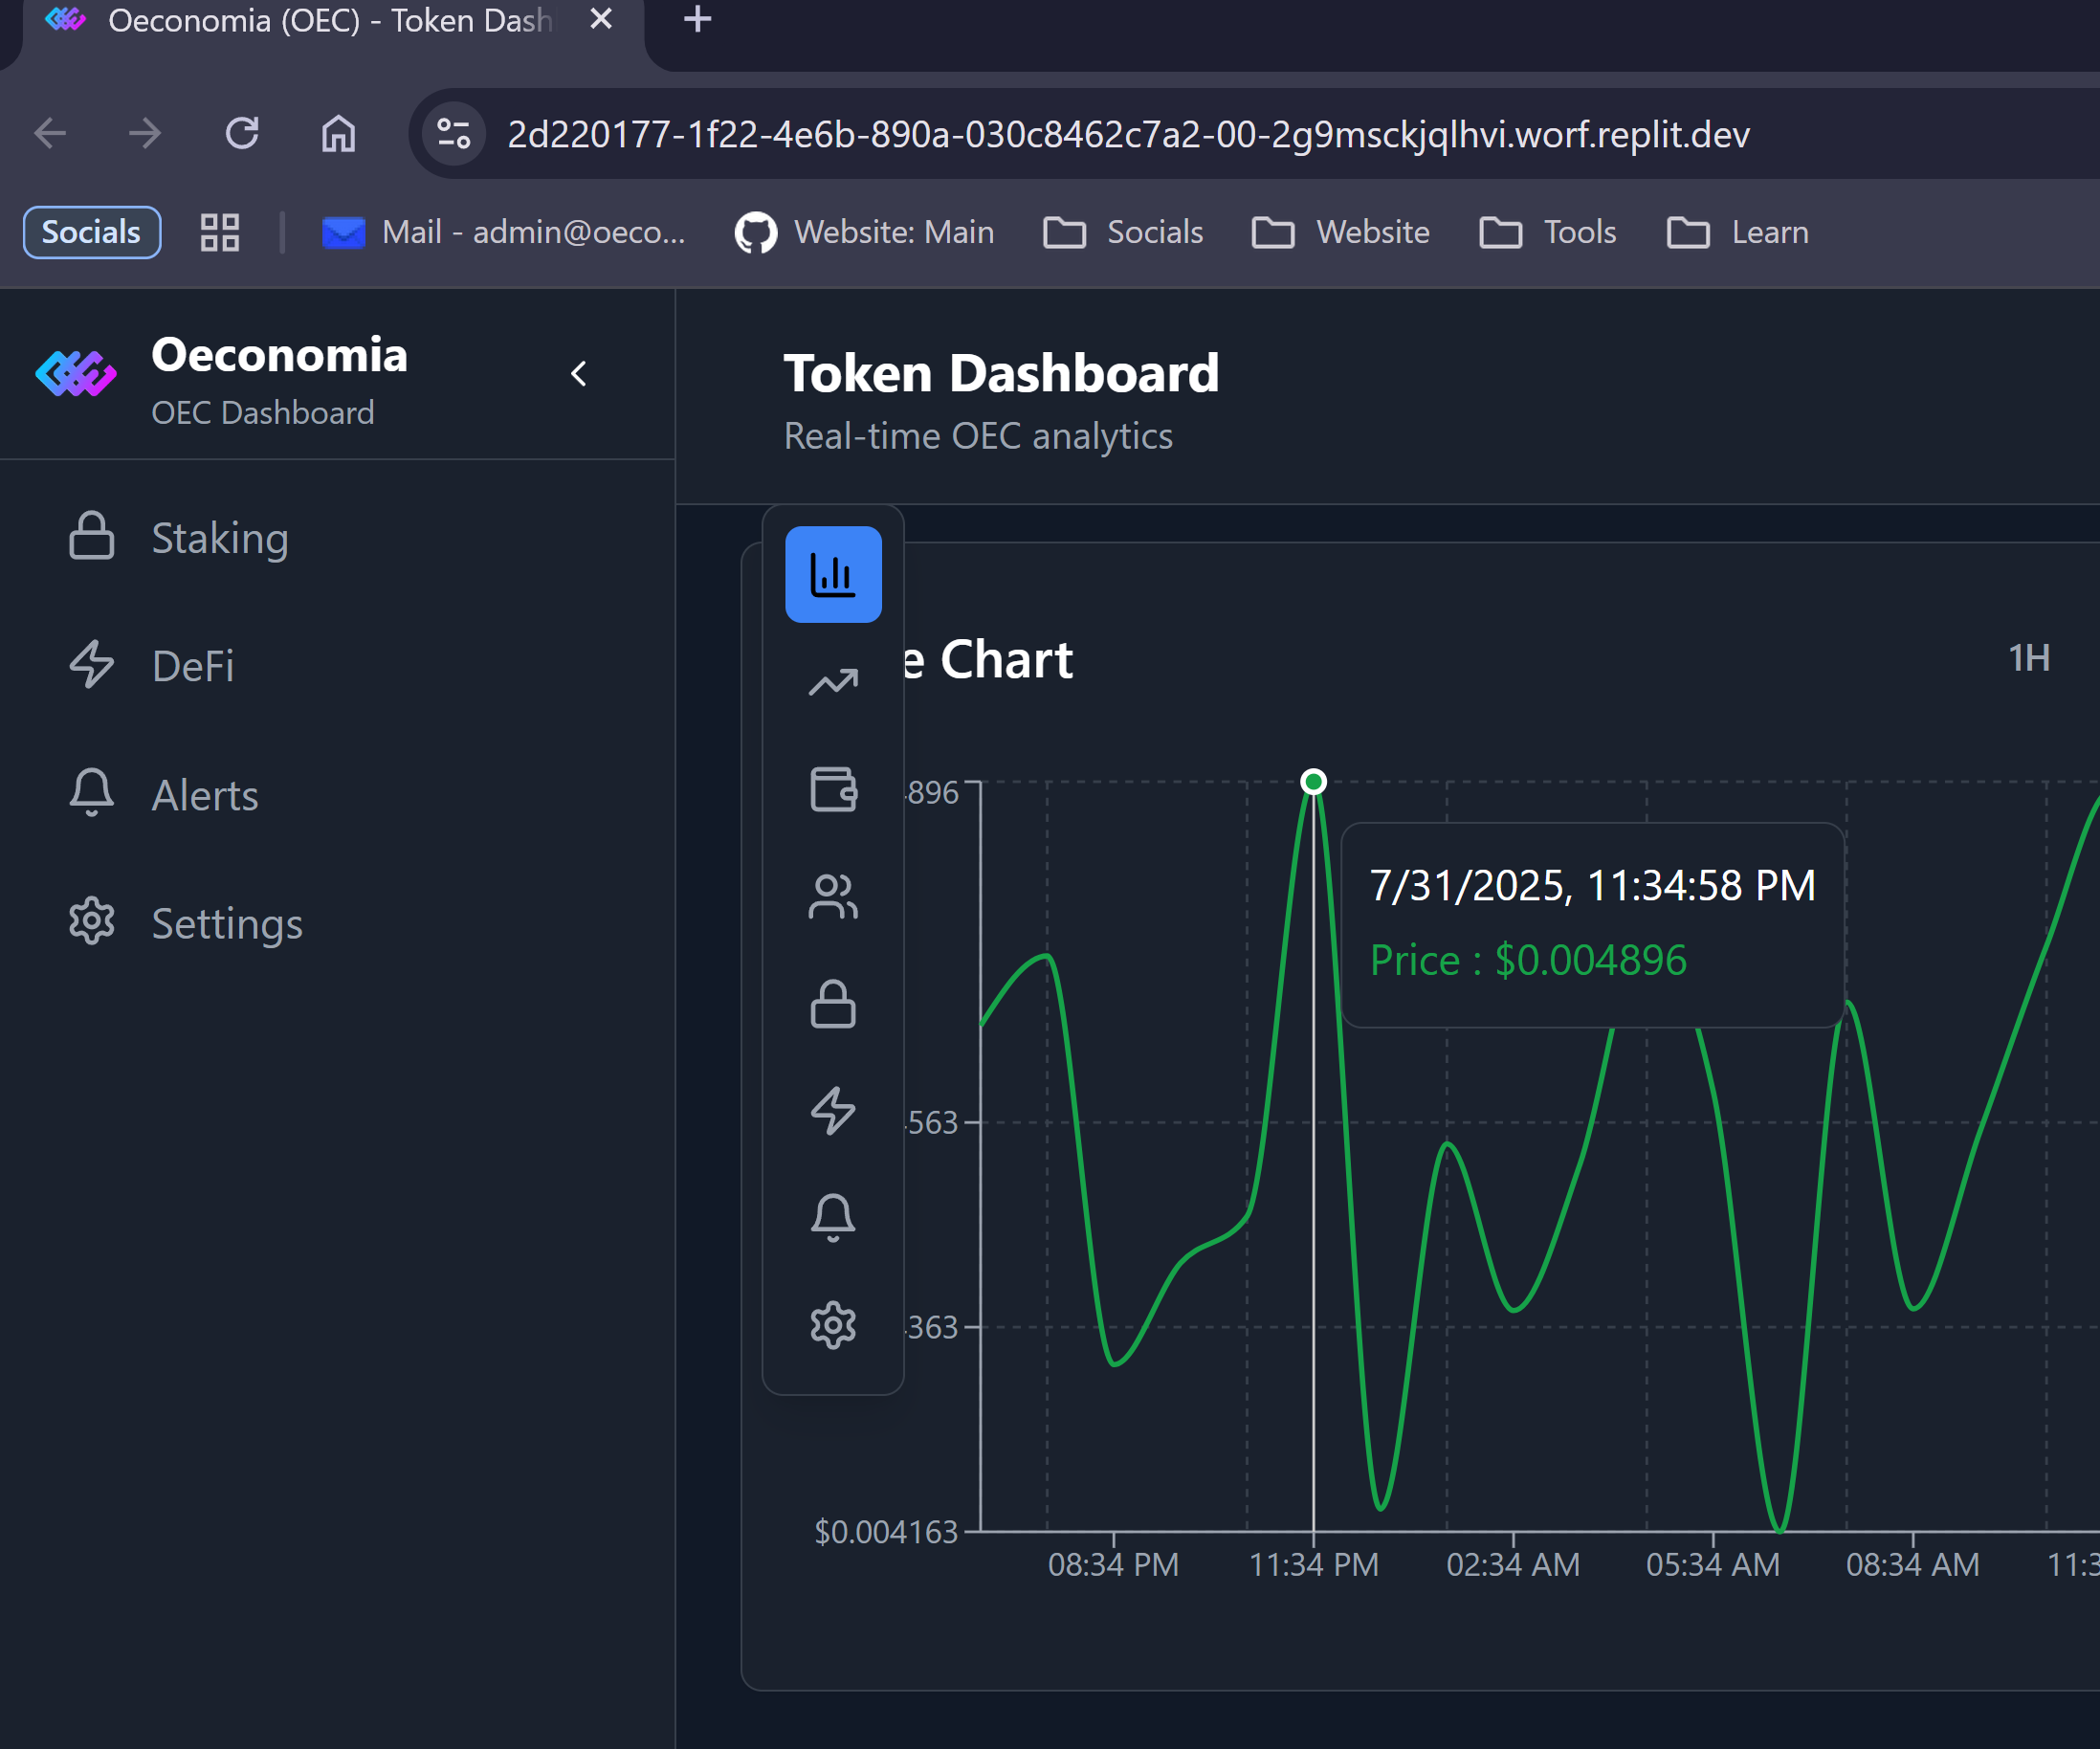 Oeconomia (OEC) - Token Dash
2d220177-1f22-4e6b-890a-030c8462c7a2-00-2g9msckjqlhvi.worf.replit.dev
Socials
Mail - admin@oeco...
Website: Main
Socials
Website
Tools
Learn
Oeconomia
OEC Dashboard
Staking
DeFi
Alerts
Settings
Token Dashboard
Real-time OEC analytics
e Chart
1H
896
563
363
$0.004163
7/31/2025, 11:34:58 PM
Price : $0.004896
08:34 PM
11:34 PM
02:34 AM
05:34 AM
08:34 AM
11:3